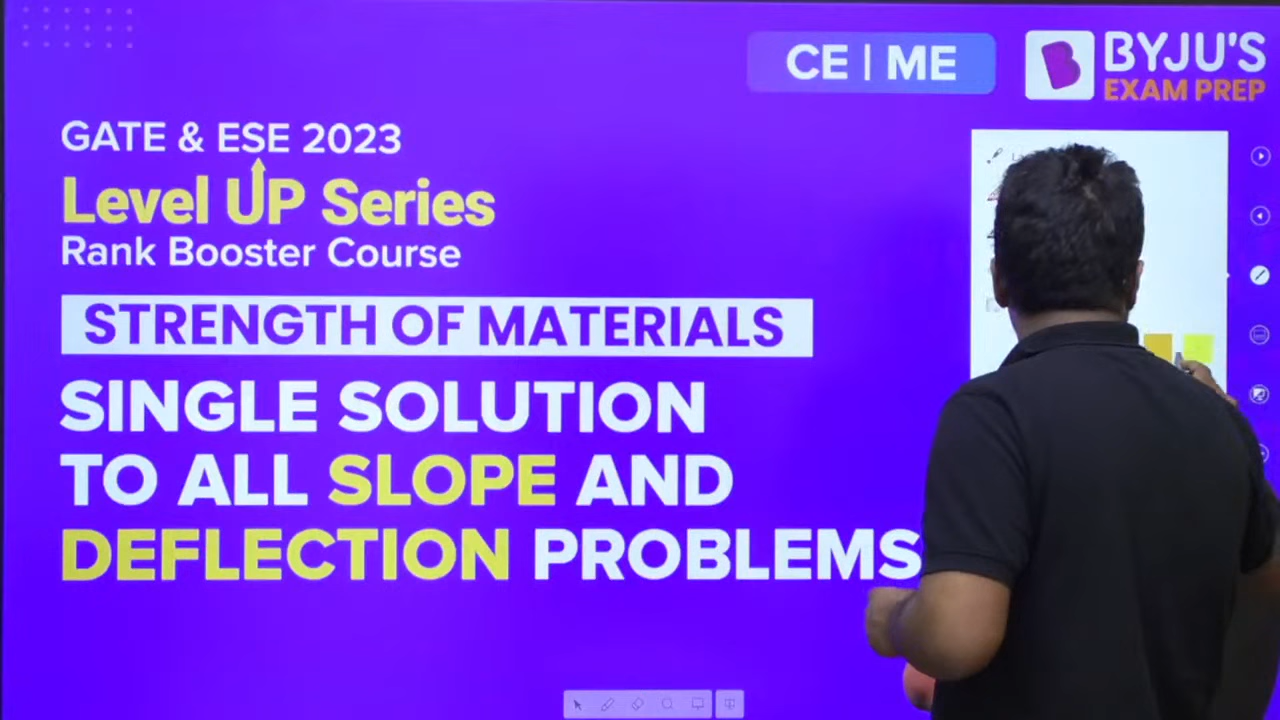 CE | ME
BYJU'S
EXAM PREP
GATE & ESE 2023
Level UP Series
Rank Booster Course
STRENGTH OF MATERIALS
SINGLE SOLUTION
TO ALL SLOPE AND
DEFLECTION PROBLEMS